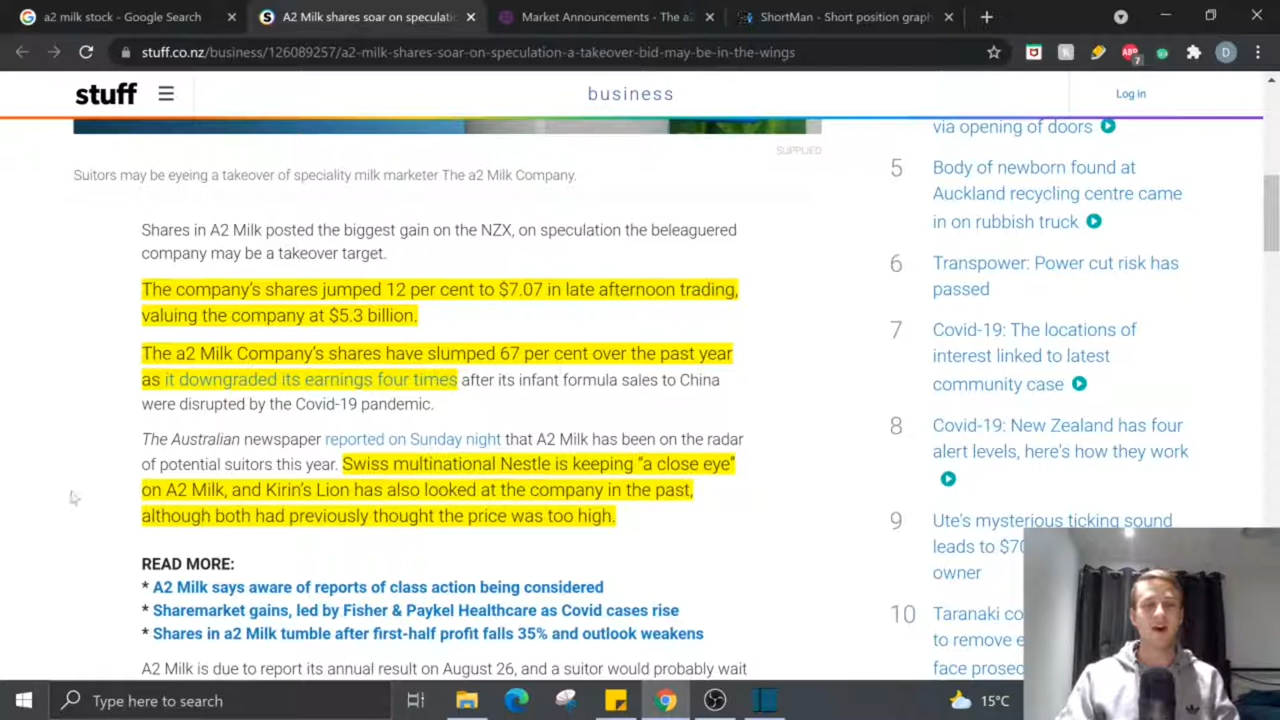 a2 milk stock - Google Search
A2 Milk shares soar on speculati
Market Announcements - The a
ShortMan - Short position graph
stuff.co.nz/business/126089257/a2-milk-shares-soar-on-speculation-a-takeover-bid-may-be-in-the-wings
7
D
stuff
business
Log in
SUPPLIED
Suitors may be eyeing a takeover of speciality milk marketer The a2 Milk Company.
Shares in A2 Milk posted the biggest gain on the NZX, on speculation the beleaguered
company may be a takeover target.
The company's shares jumped 12 per cent to $7.07 in late afternoon trading,
valuing the company at $5.3 billion.
The a2 Milk Company's shares have slumped 67 per cent over the past year
as it downgraded its earnings four times after its infant formula sales to China
were disrupted by the Covid-19 pandemic.
The Australian newspaper reported on Sunday night that A2 Milk has been on the radar
of potential suitors this year. Swiss multinational Nestle is keeping "a close eye"
on A2 Milk, and Kirin's Lion has also looked at the company in the past,
although both had previously thought the price was too high.
READ MORE:
* A2 Milk says aware of reports of class action being considered
* Sharemarket gains, led by Fisher & Paykel Healthcare as Covid cases rise
* Shares in a2 Milk tumble after first-half profit falls 35% and outlook weakens
A2 Milk is due to report its annual result on August 26, and a suitor would probably wait
via opening of doors
5 Body of newborn found at
Auckland recycling centre came
in on rubbish truck
6 Transpower: Power cut risk has
passed
7 Covid-19: The locations of
interest linked to latest
community case
8 Covid-19: New Zealand has four
alert levels, here's how they work
9 Ute's mysterious ticking sound
leads to $70
owner
10 Taranaki co
to remove e
face prosec
Type here to search
15°C